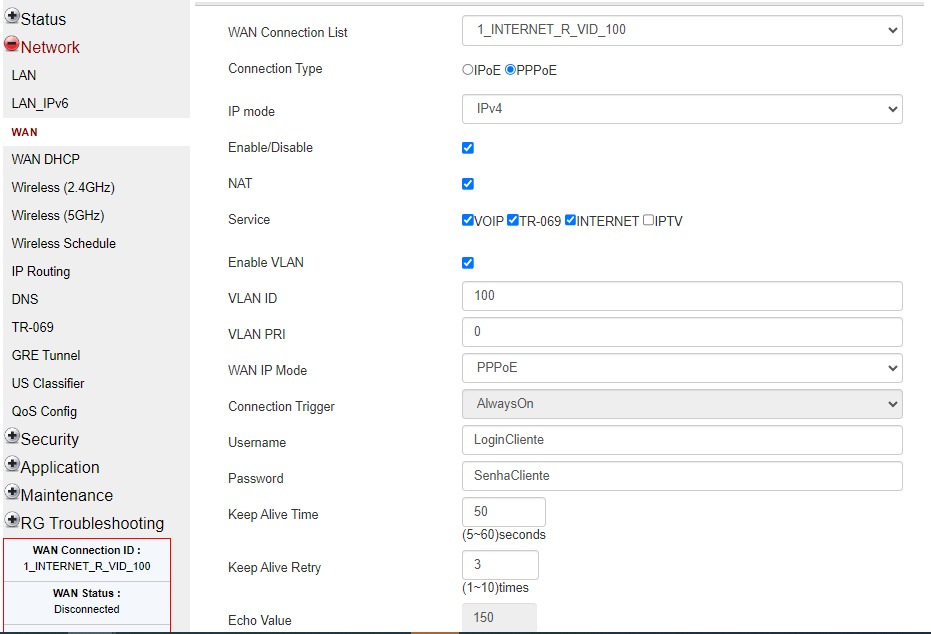 Status
Network
LAN
LAN_IPv6
WAN
WAN DHCP
Wireless (2.4GHz)
Wireless (5GHz)
Wireless Schedule
IP Routing
DNS
TR-069
GRE Tunnel
US Classifier
QoS Config
Security
Application
Maintenance
RG Troubleshooting
WAN Connection ID :
1_INTERNET_R_VID_100
WAN Status :
Disconnected
WAN Connection List 1_INTERNET_R_VID_100
Connection Type IPoE PPPoE
IP mode IPv4
Enable/Disable
NAT
Service VOIP TR-069 INTERNET IPTV
Enable VLAN
VLAN ID 100
VLAN PRI 0
WAN IP Mode PPPoE
Connection Trigger AlwaysOn
Username LoginCliente
Password SenhaCliente
Keep Alive Time 50
(5~60)seconds
Keep Alive Retry 3
(1~10)times
Echo Value 150